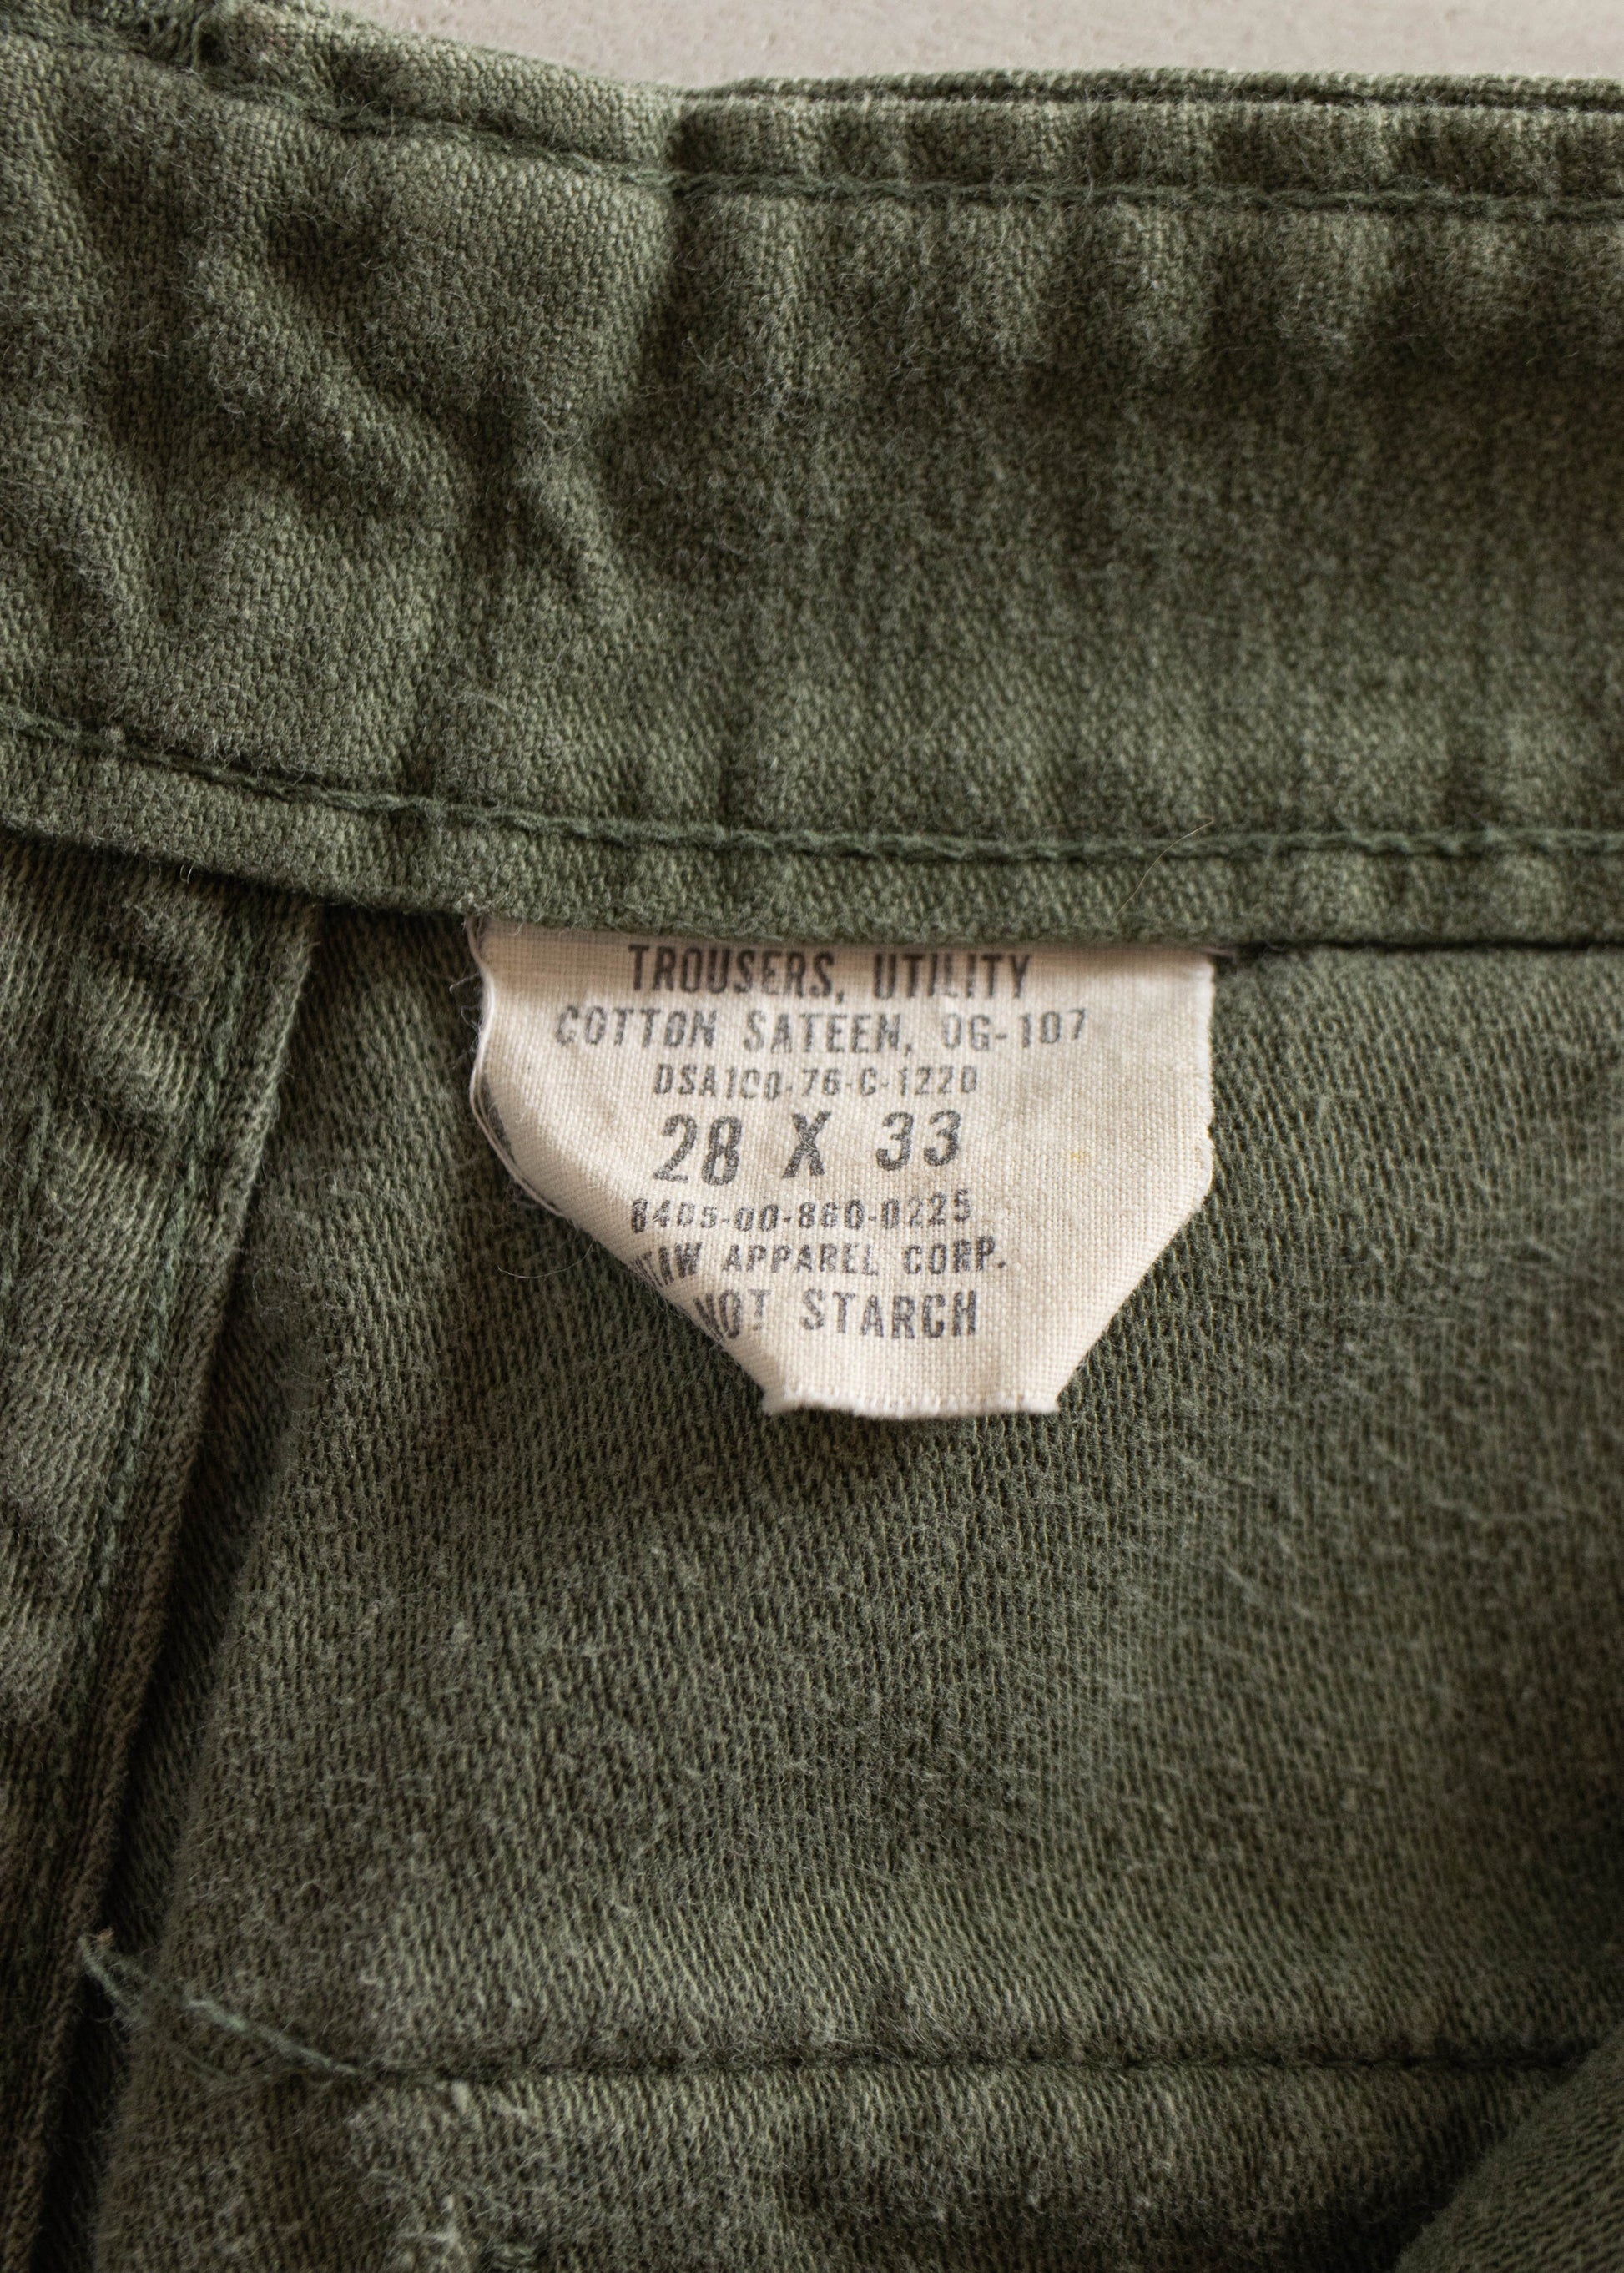 TROUSERS, UTILITY
COTTON SATEEN, OG-107
DSA100-76-C-1220
28 X 33
8405-00-860-0225
APPAREL CORP.
NOT STARCH